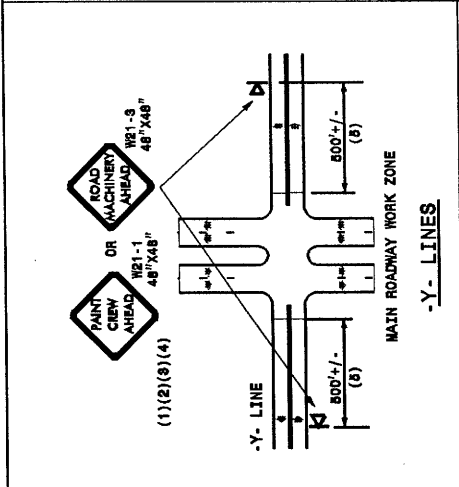 ROAD
MACHINERY
AHEAD
W21-3
48"X48"
OR
PAINT
CREW
AHEAD
W21-1
48"X48"
(1)(2)(3)(4)
-Y- LINE
500'+/-
(5)
500'+/-
(5)
MAIN ROADWAY WORK ZONE
-Y- LINES